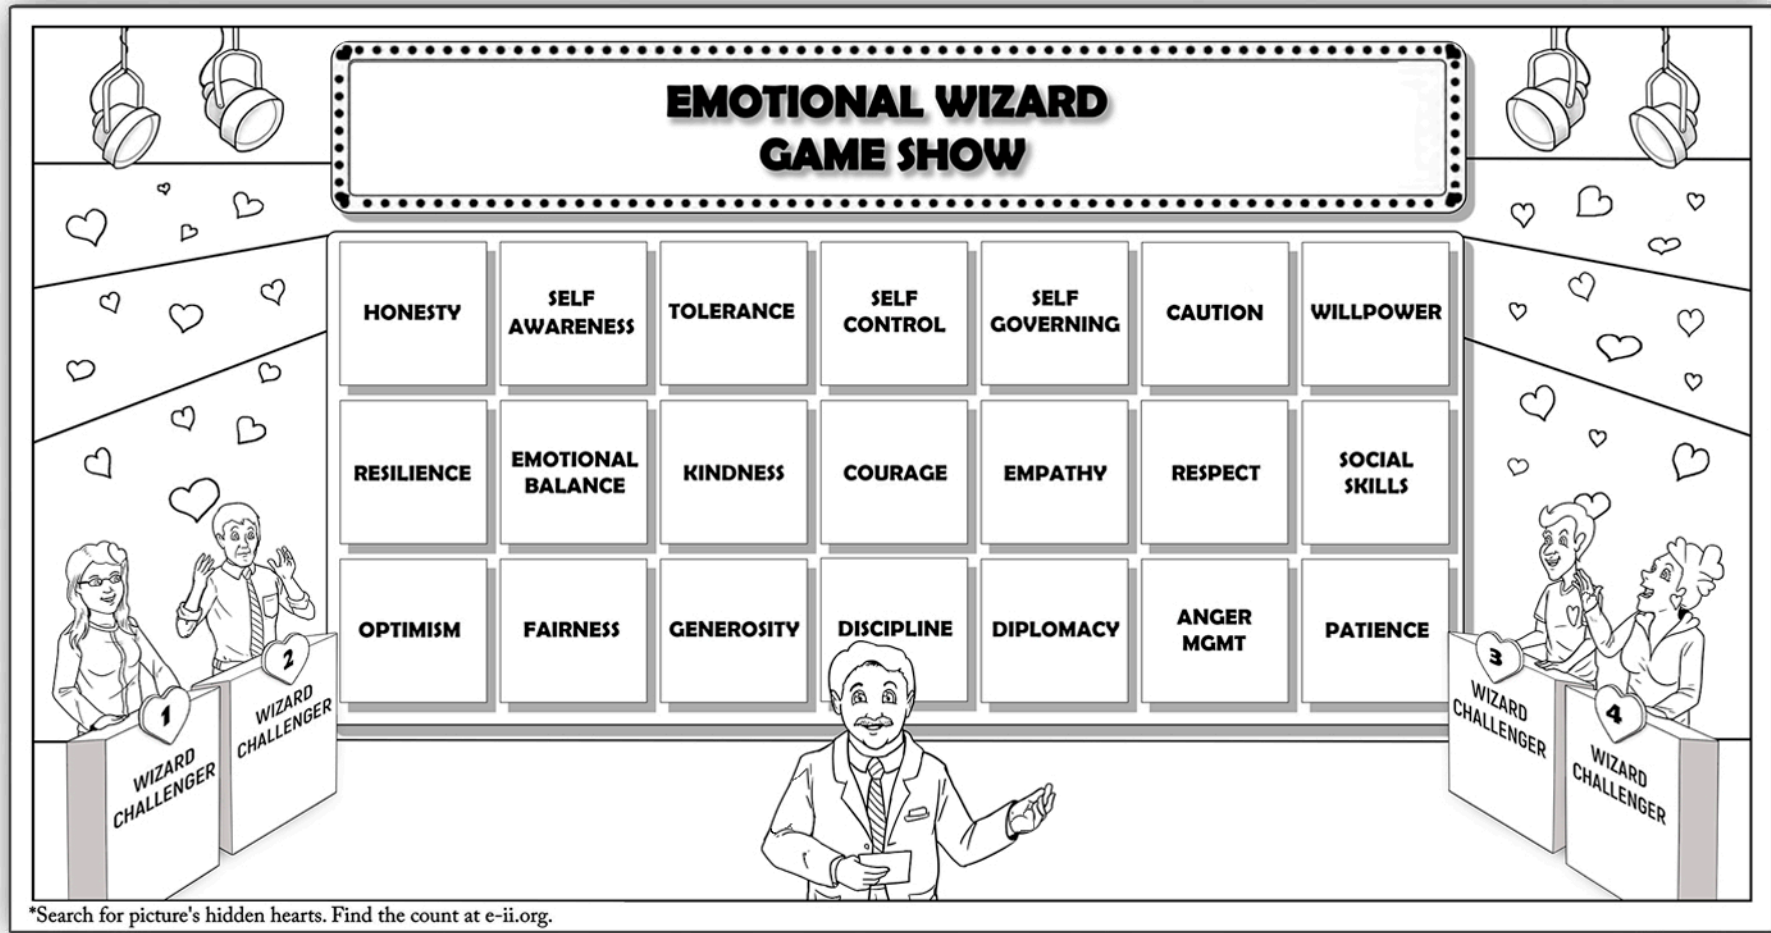 EMOTIONAL WIZARD
GAME SHOW
HONESTY
SELF
AWARENESS
TOLERANCE
SELF
CONTROL
SELF
GOVERNING
CAUTION
WILLPOWER
RESILIENCE
EMOTIONAL
BALANCE
KINDNESS
COURAGE
EMPATHY
RESPECT
SOCIAL
SKILLS
OPTIMISM
FAIRNESS
GENEROSITY
DISCIPLINE
DIPLOMACY
ANGER
MGMT
PATIENCE
1
WIZARD
CHALLENGER
2
WIZARD
CHALLENGER
3
WIZARD
CHALLENGER
4
WIZARD
CHALLENGER
*Search for picture's hidden hearts. Find the count at e-ii.org.